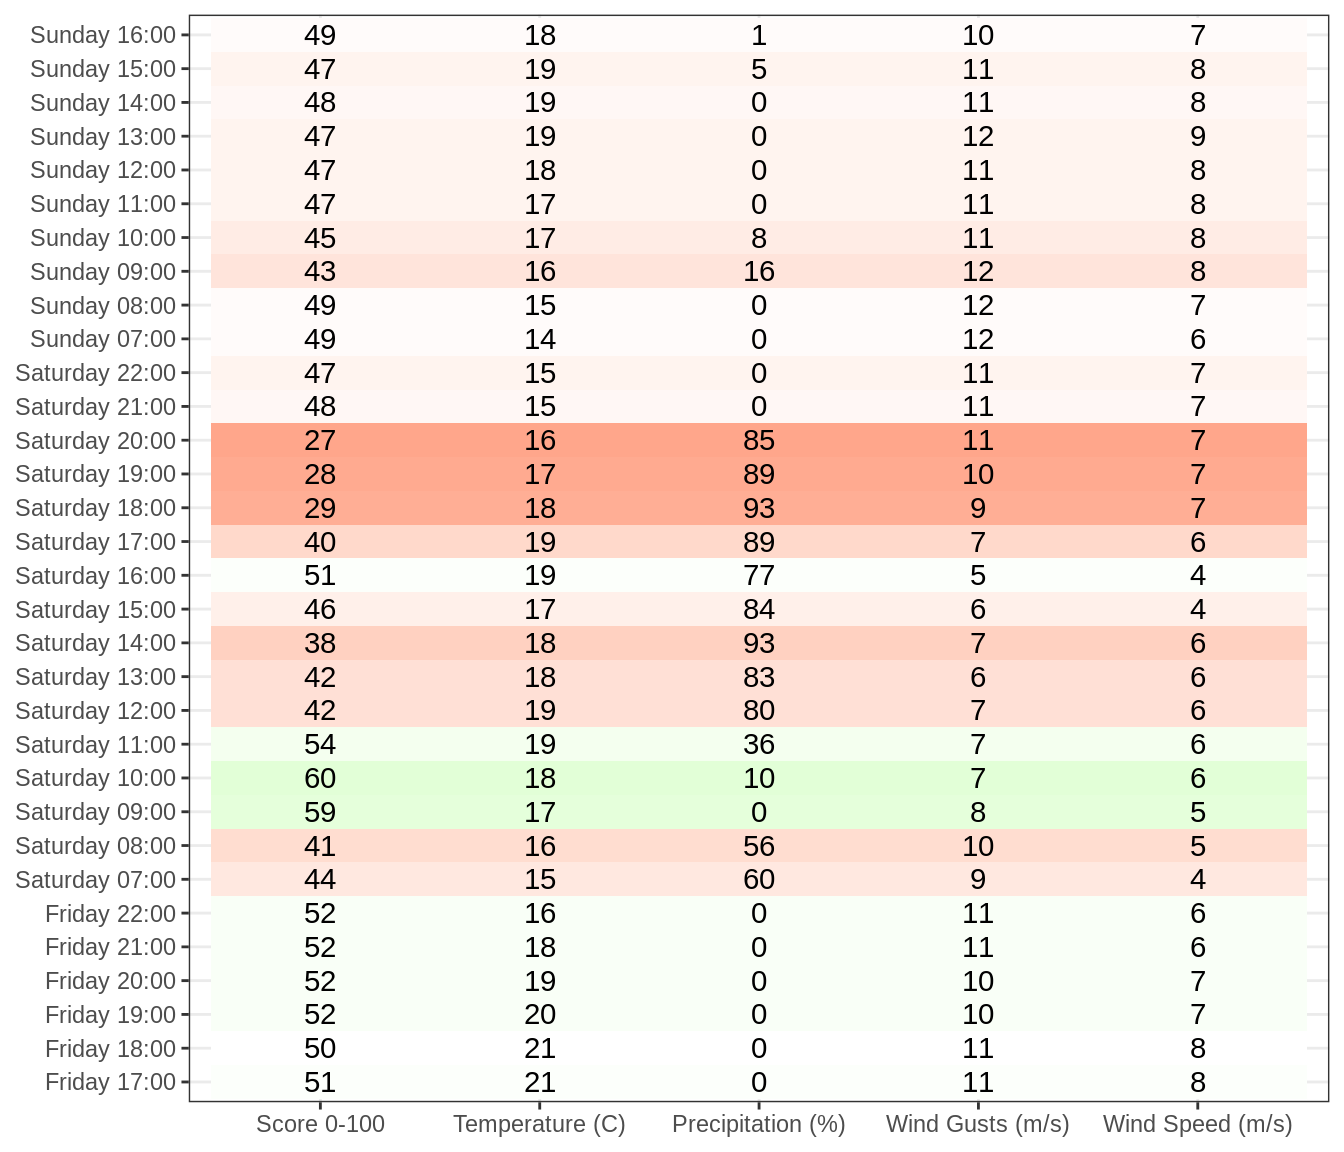 Sunday 16:00 49 18 1 10 7
Sunday 15:00 47 19 5 11 8
Sunday 14:00 48 19 0 11 8
Sunday 13:00 47 19 0 12 9
Sunday 12:00 47 18 0 11 8
Sunday 11:00 47 17 0 11 8
Sunday 10:00 45 17 8 11 8
Sunday 09:00 43 16 16 12 8
Sunday 08:00 49 15 0 12 7
Sunday 07:00 49 14 0 12 6
Saturday 22:00 47 15 0 11 7
Saturday 21:00 48 15 0 11 7
Saturday 20:00 27 16 85 11 7
Saturday 19:00 28 17 89 10 7
Saturday 18:00 29 18 93 9 7
Saturday 17:00 40 19 89 7 6
Saturday 16:00 51 19 77 5 4
Saturday 15:00 46 17 84 6 4
Saturday 14:00 38 18 93 7 6
Saturday 13:00 42 18 83 6 6
Saturday 12:00 42 19 80 7 6
Saturday 11:00 54 19 36 7 6
Saturday 10:00 60 18 10 7 6
Saturday 09:00 59 17 0 8 5
Saturday 08:00 41 16 56 10 5
Saturday 07:00 44 15 60 9 4
Friday 22:00 52 16 0 11 6
Friday 21:00 52 18 0 11 6
Friday 20:00 52 19 0 10 7
Friday 19:00 52 20 0 10 7
Friday 18:00 50 21 0 11 8
Friday 17:00 51 21 0 11 8
Score 0-100 Temperature (C) Precipitation (%) Wind Gusts (m/s) Wind Speed (m/s)